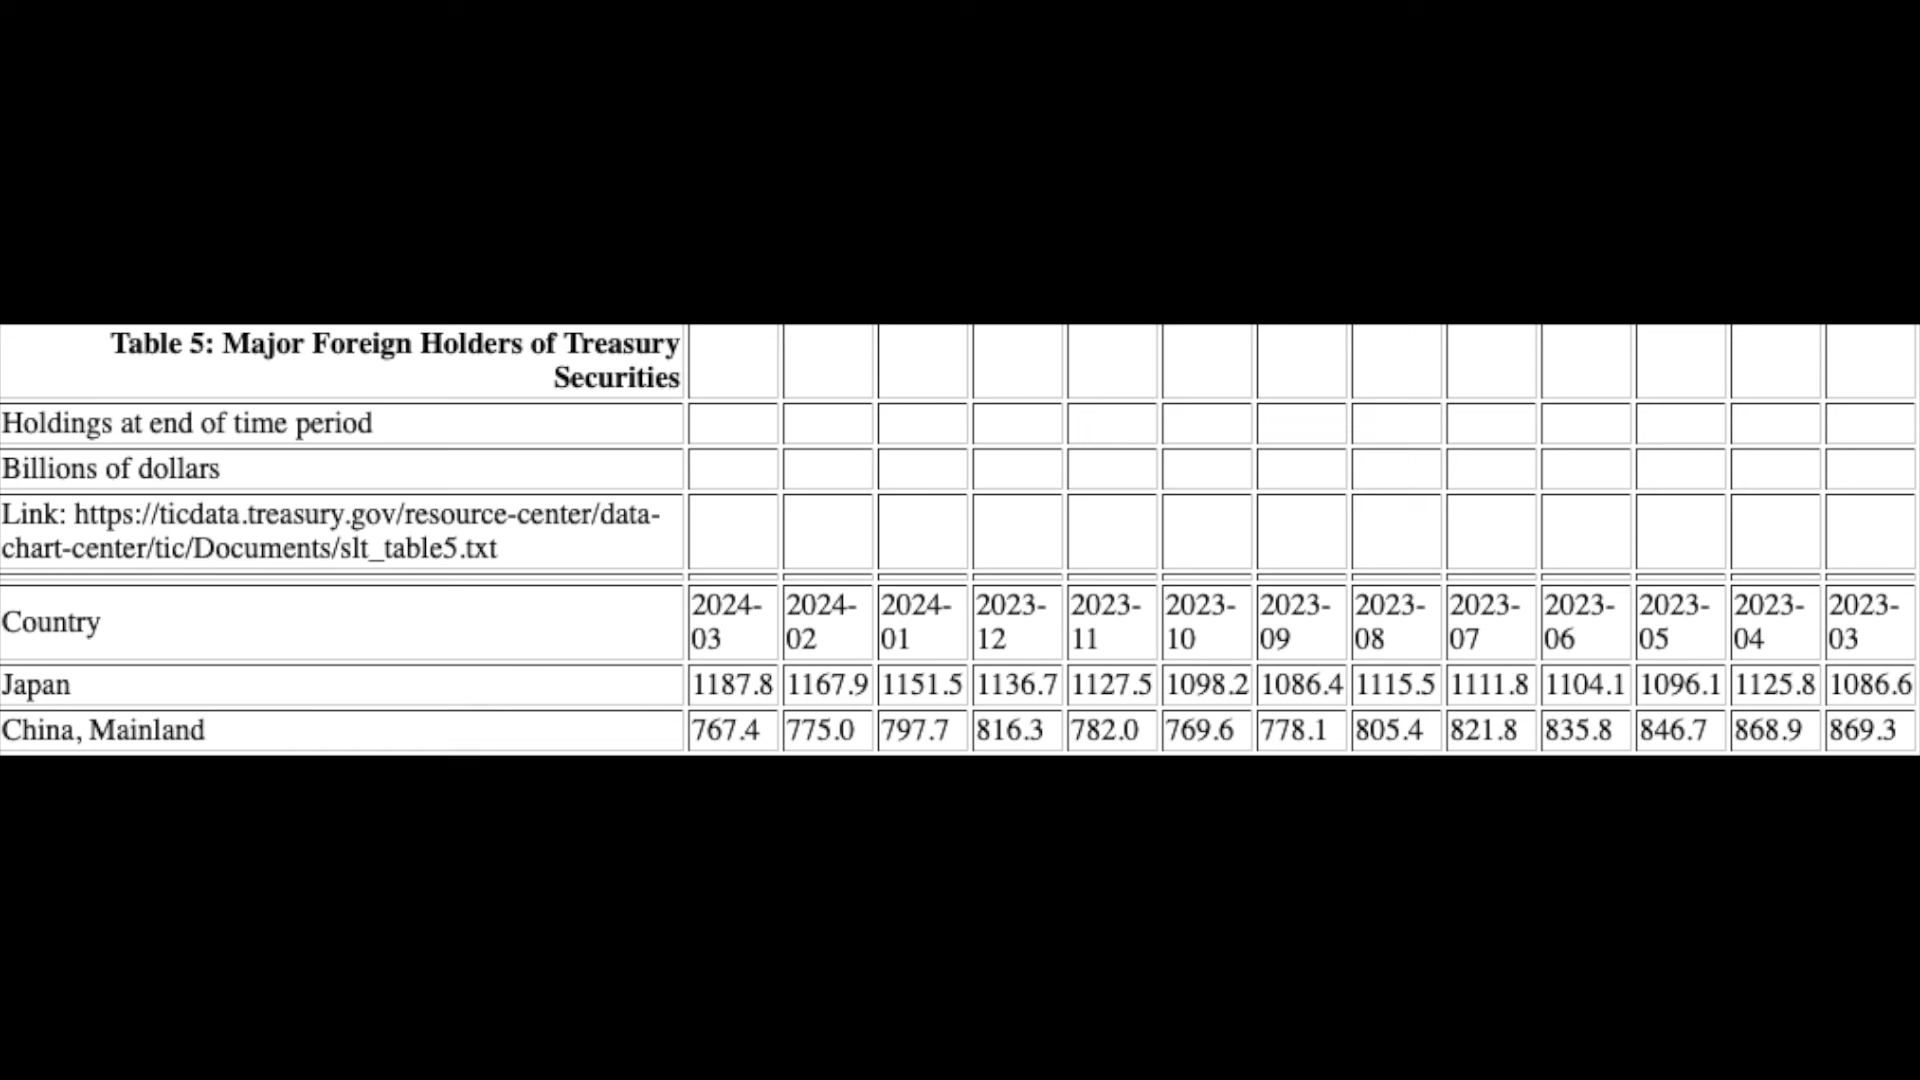 Table 5: Major Foreign Holders of Treasury
Securities
Holdings at end of time period
Billions of dollars
Link: https://ticdata.treasury.gov/resource-center/data-
chart-center/tic/Documents/slt_table5.txt
Country 2024-03 2024-02 2024-01 2023-12 2023-11 2023-10 2023-09 2023-08 2023-07 2023-06 2023-05 2023-04 2023-03
Japan 1187.8 1167.9 1151.5 1136.7 1127.5 1098.2 1086.4 1115.5 1111.8 1104.1 1096.1 1125.8 1086.6
China, Mainland 767.4 775.0 797.7 816.3 782.0 769.6 778.1 805.4 821.8 835.8 846.7 868.9 869.3